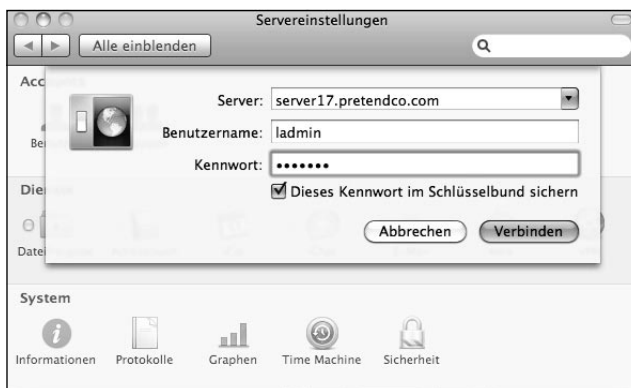 Servereinstellungen
Alle einblenden
Server: server17.pretendco.com
Benutzername: ladmin
Kennwort: •••••••
Dieses Kennwort im Schlüsselbund sichern
Abbrechen Verbinden
System
Informationen Protokolle Graphen Time Machine Sicherheit